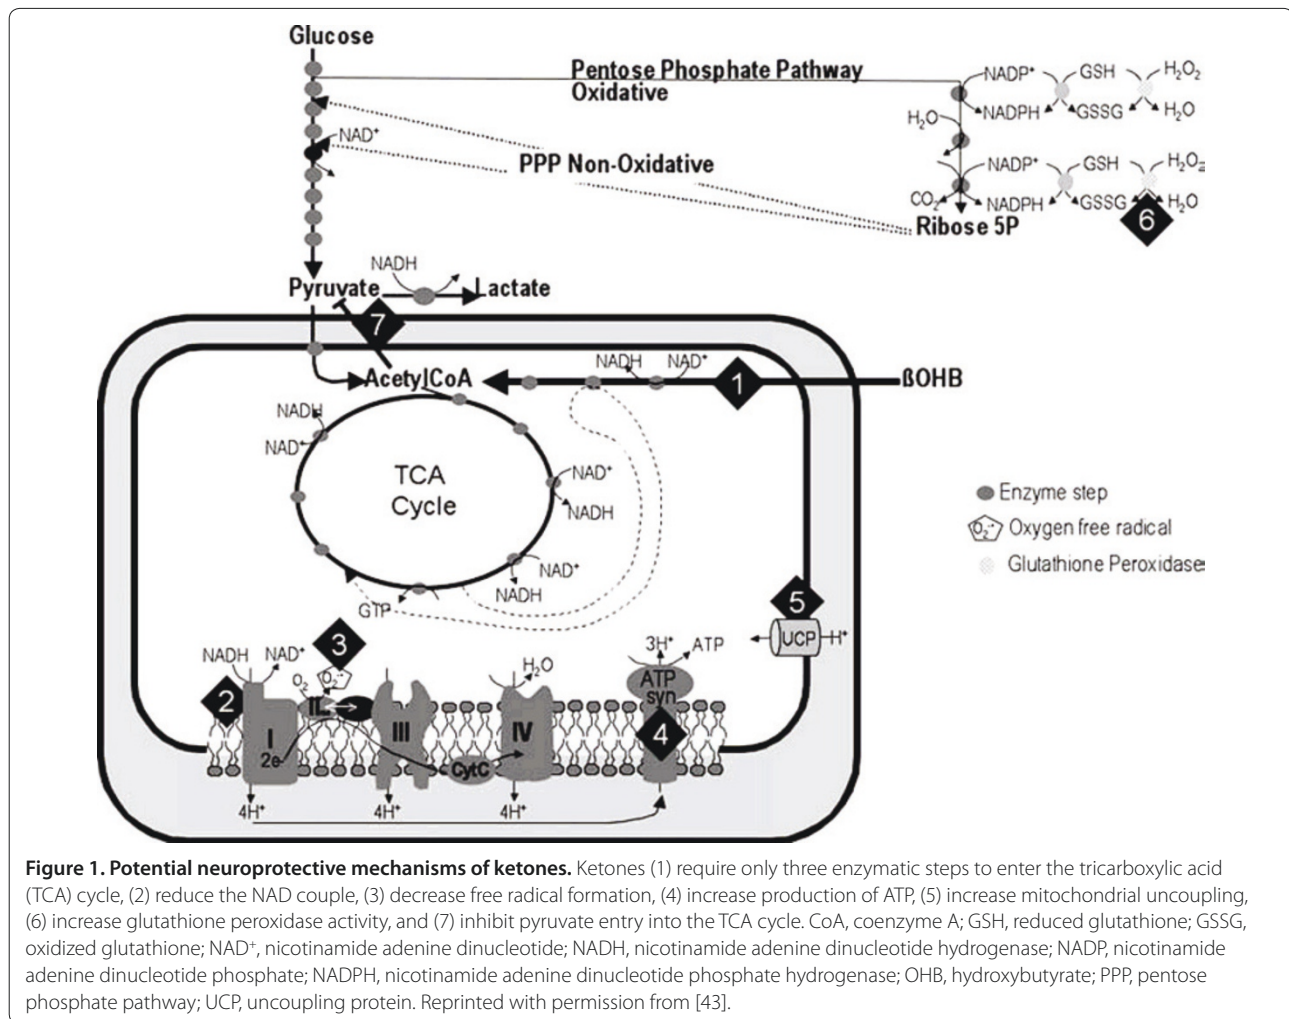 Glucose
Pentose Phosphate Pathway
Oxidative
NADP⁺
GSH
H₂O₂
NADPH
GSSG
H₂O
H₂O
NAD⁺
PPP Non-Oxidative
NADP⁺
GSH
H₂O₂
CO₂
NADPH
GSSG
H₂O
6
Ribose 5P
NADH
Pyruvate
Lactate
7
AcetylCoA
NADH
NAD⁺
1
ßOHB
NADH
NAD⁺
TCA
Cycle
NAD⁺
NADH
NAD⁺
NADH
GTP
Enzyme step
O₂⁻• Oxygen free radical
Glutathione Peroxidase
5
UCP
H⁺
3
NADH
NAD⁺
O₂
O₂⁻•
2
I
2e⁻
II
III
H₂O
IV
CytC
3H⁺
ATP
ATP
syn
4
4H⁺
4H⁺
4H⁺
Figure 1. Potential neuroprotective mechanisms of ketones. Ketones (1) require only three enzymatic steps to enter the tricarboxylic acid
(TCA) cycle, (2) reduce the NAD couple, (3) decrease free radical formation, (4) increase production of ATP, (5) increase mitochondrial uncoupling,
(6) increase glutathione peroxidase activity, and (7) inhibit pyruvate entry into the TCA cycle. CoA, coenzyme A; GSH, reduced glutathione; GSSG,
oxidized glutathione; NAD⁺, nicotinamide adenine dinucleotide; NADH, nicotinamide adenine dinucleotide hydrogenase; NADP, nicotinamide
adenine dinucleotide phosphate; NADPH, nicotinamide adenine dinucleotide phosphate hydrogenase; OHB, hydroxybutyrate; PPP, pentose
phosphate pathway; UCP, uncoupling protein. Reprinted with permission from [43].